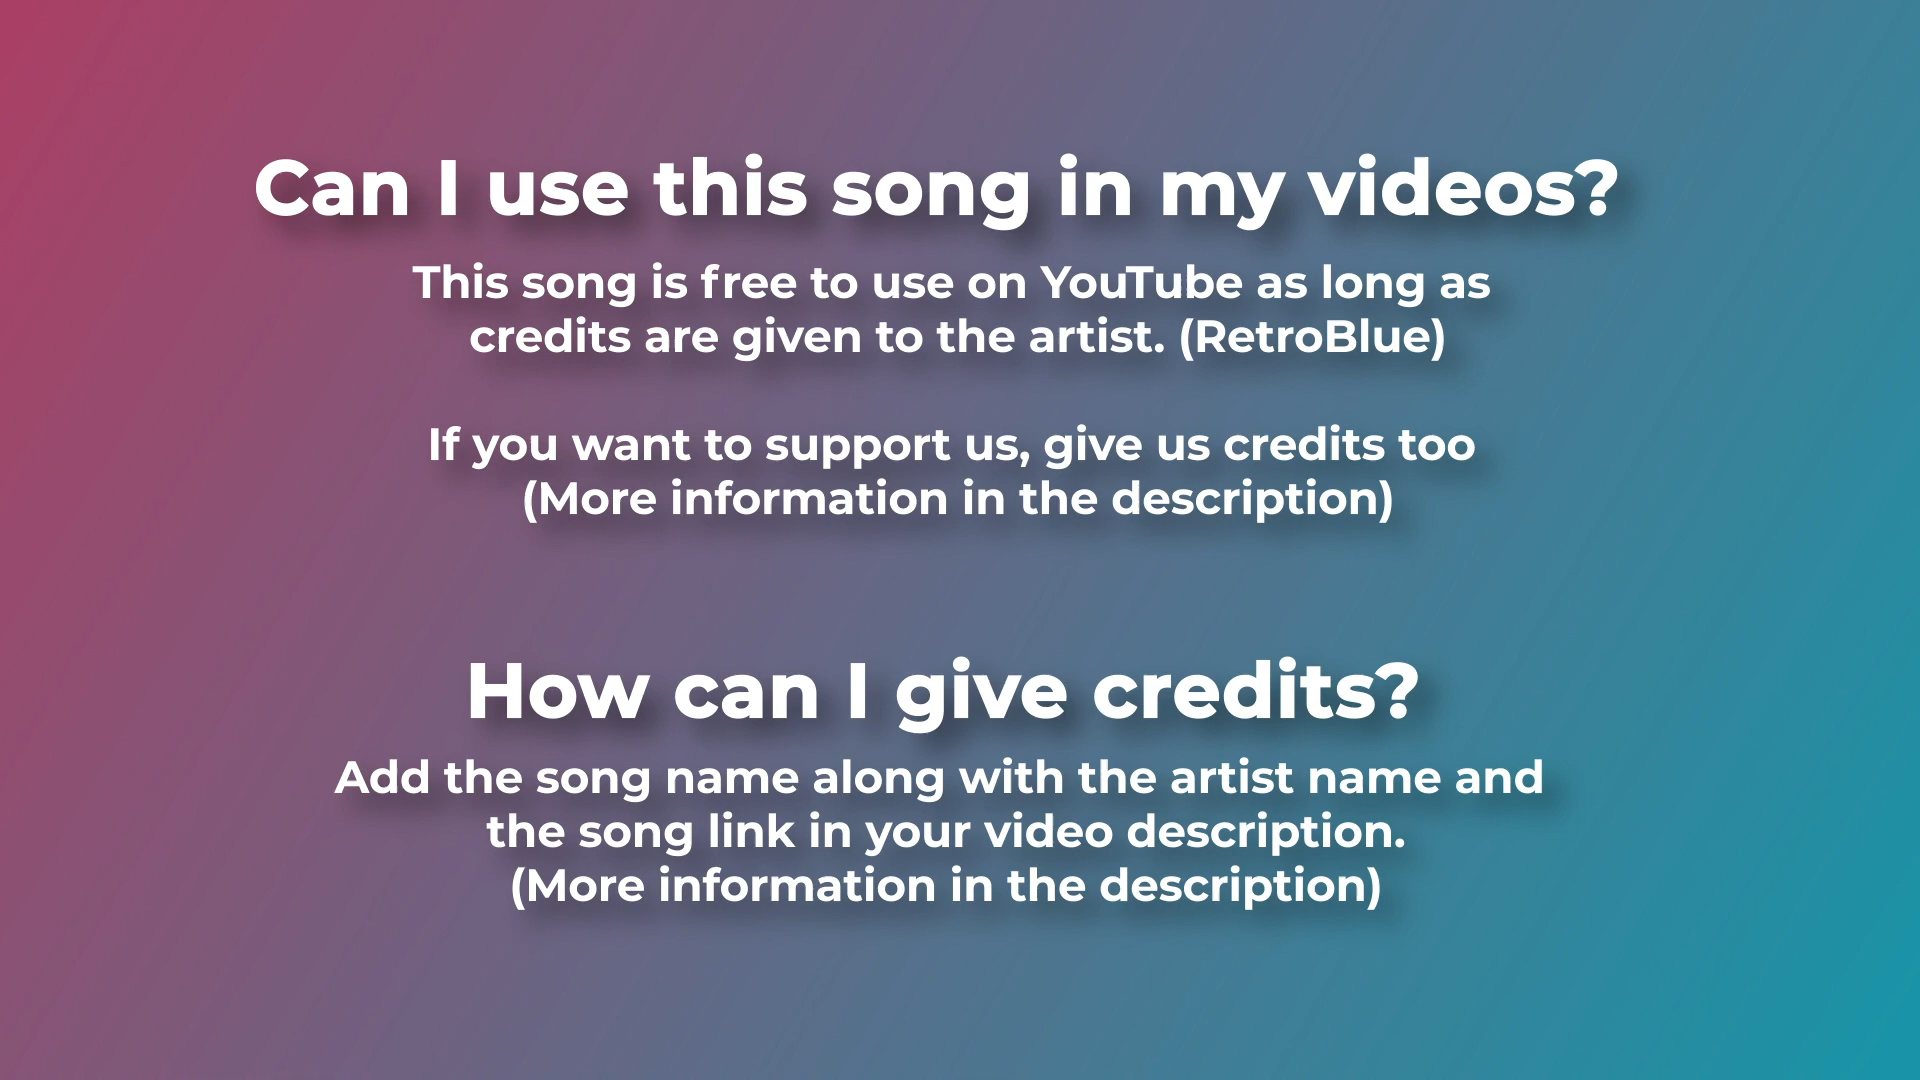 Can I use this song in my videos?
This song is free to use on YouTube as long as
credits are given to the artist. (RetroBlue)
If you want to support us, give us credits too
(More information in the description)
How can I give credits?
Add the song name along with the artist name and
the song link in your video description.
(More information in the description)